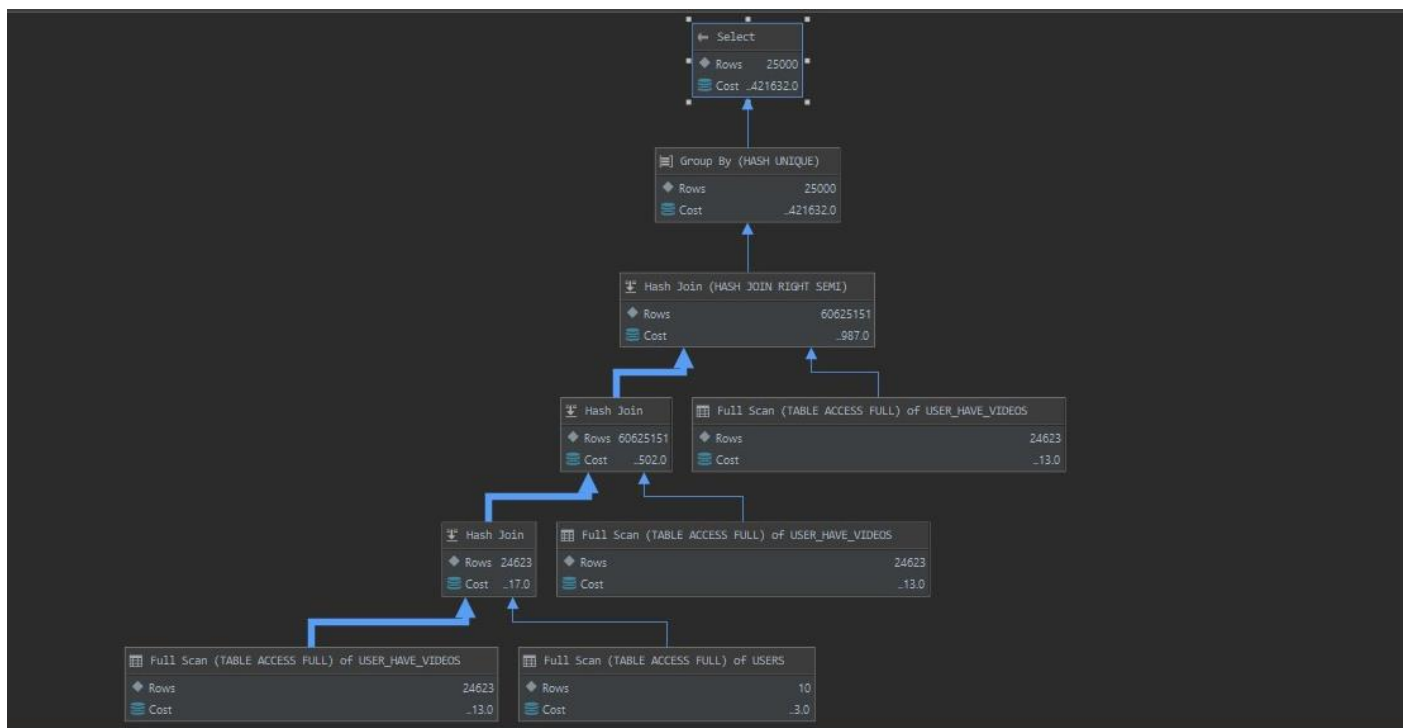 Select
Rows 25000
Cost ..421632.0
Group By (HASH UNIQUE)
Rows 25000
Cost ..421632.0
Hash Join (HASH JOIN RIGHT SEMI)
Rows 60625151
Cost ..987.0
Hash Join
Rows 60625151
Cost ..502.0
Full Scan (TABLE ACCESS FULL) of USER_HAVE_VIDEOS
Rows 24623
Cost ..13.0
Hash Join
Rows 24623
Cost ..17.0
Full Scan (TABLE ACCESS FULL) of USER_HAVE_VIDEOS
Rows 24623
Cost ..13.0
Full Scan (TABLE ACCESS FULL) of USER_HAVE_VIDEOS
Rows 24623
Cost ..13.0
Full Scan (TABLE ACCESS FULL) of USERS
Rows 10
Cost ..3.0